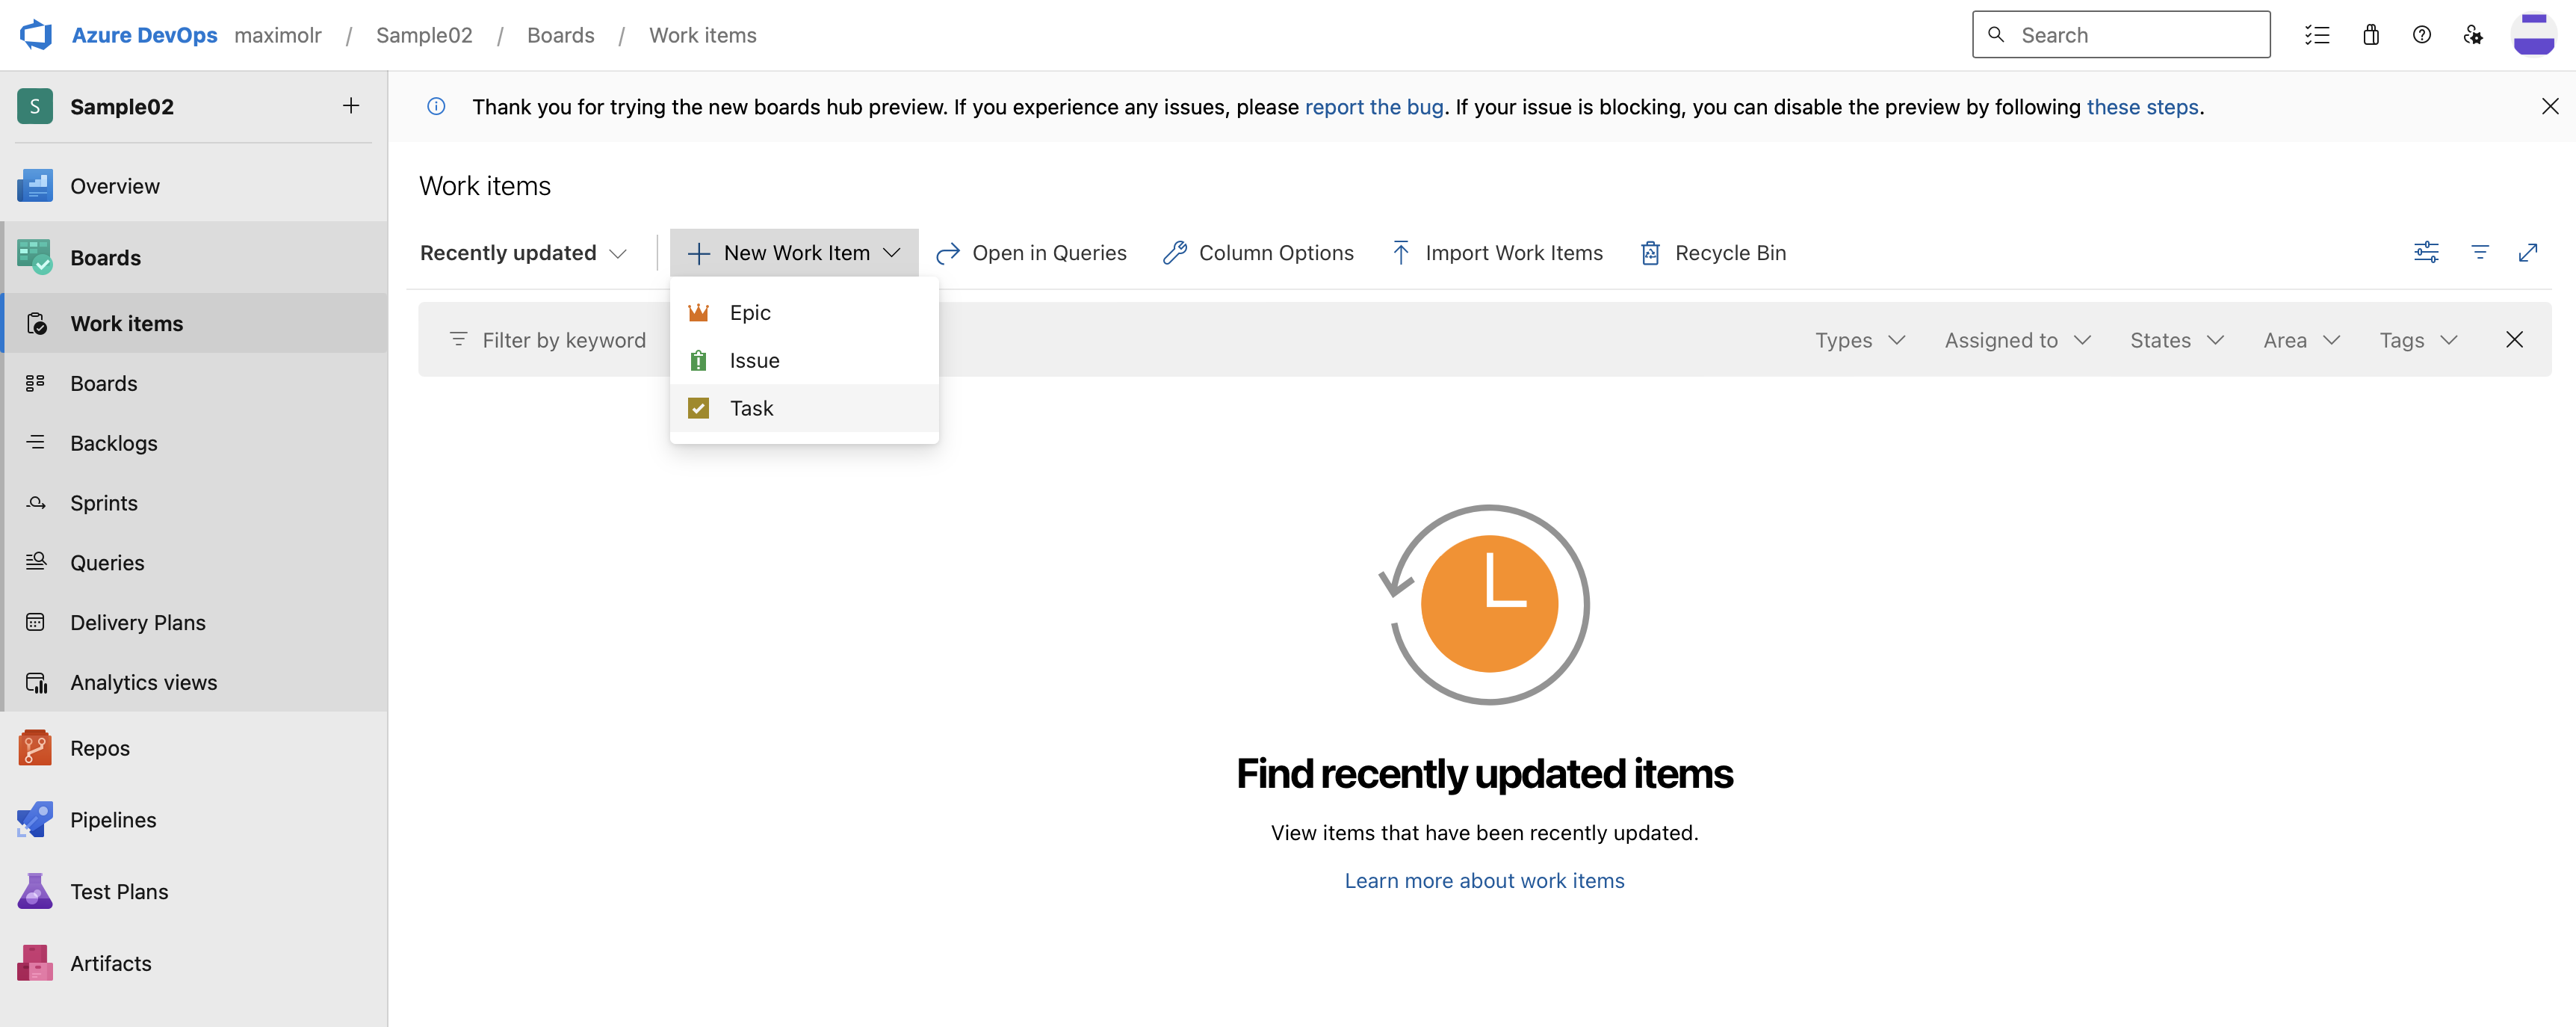 Azure DevOps maximolr / Sample02 / Boards / Work items Search
S Sample02
Thank you for trying the new boards hub preview. If you experience any issues, please report the bug. If your issue is blocking, you can disable the preview by following these steps.
Overview
Boards
Work items
Boards
Backlogs
Sprints
Queries
Delivery Plans
Analytics views
Repos
Pipelines
Test Plans
Artifacts
Work items
Recently updated New Work Item Open in Queries Column Options Import Work Items Recycle Bin
Epic
Issue
Task
Filter by keyword Types Assigned to States Area Tags
Find recently updated items
View items that have been recently updated.
Learn more about work items